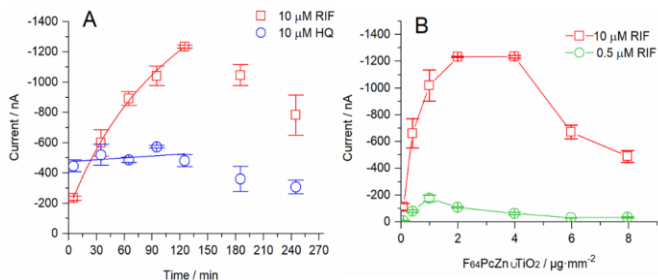 A
10 μM RIF
10 μM HQ
Current / nA
-1400
-1200
-1000
-800
-600
-400
-200
0
0 30 60 90 120 150 180 210 240 270
Time / min
B
10 μM RIF
0.5 μM RIF
Current / nA
-1400
-1200
-1000
-800
-600
-400
-200
0
0 2 4 6 8
F₆₄PcZn∪TiO₂ / μg·mm⁻²